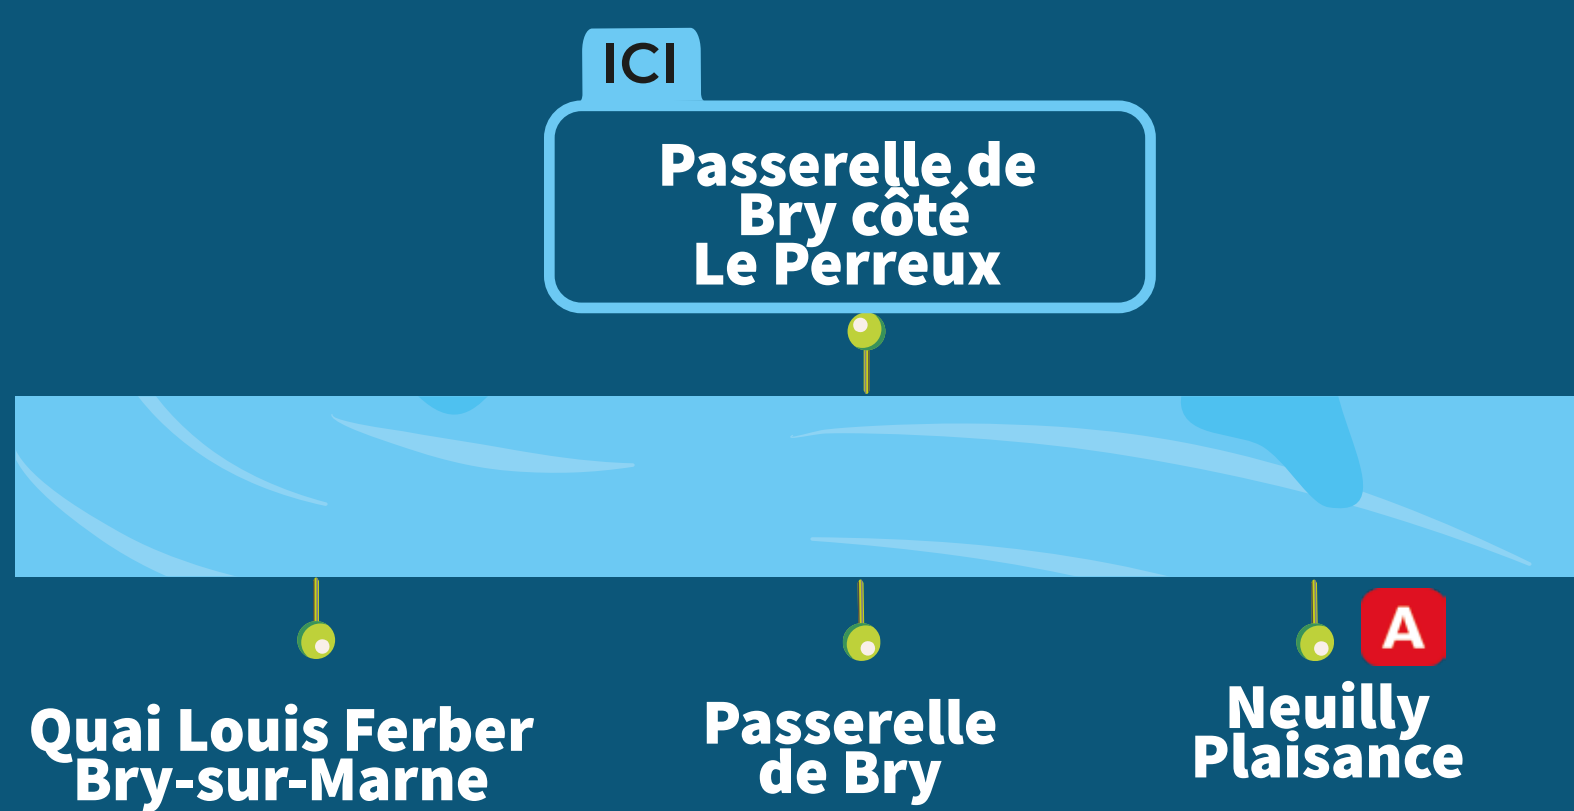 ICI
Passerelle de
Bry côté
Le Perreux
A
Quai Louis Ferber
Bry-sur-Marne
Passerelle
de Bry
Neuilly
Plaisance